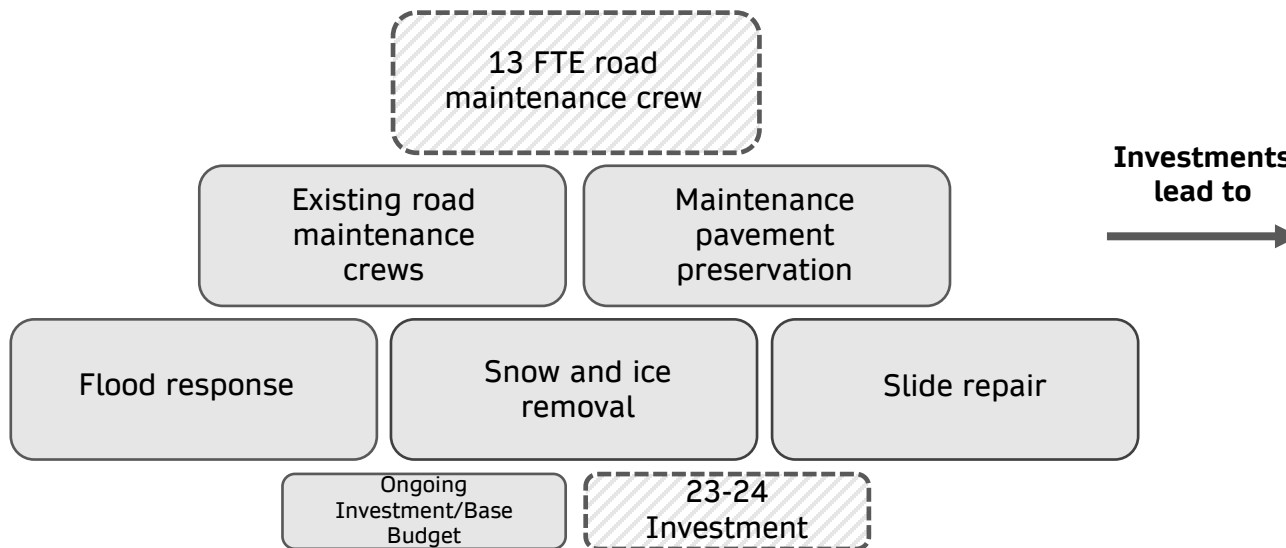 13 FTE road
maintenance crew
Existing road
maintenance
crews
Maintenance
pavement
preservation
Investments
lead to
Flood response
Snow and ice
removal
Slide repair
Ongoing
Investment/Base
Budget
23-24
Investment